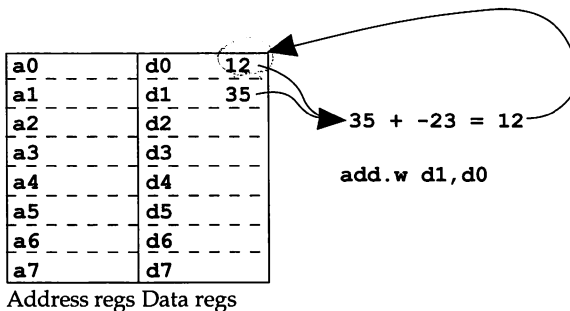 a0 d0 12
a1 d1 35
a2 d2
a3 d3
a4 d4
a5 d5
a6 d6
a7 d7
35 + -23 = 12
add.w d1,d0
Address regs Data regs